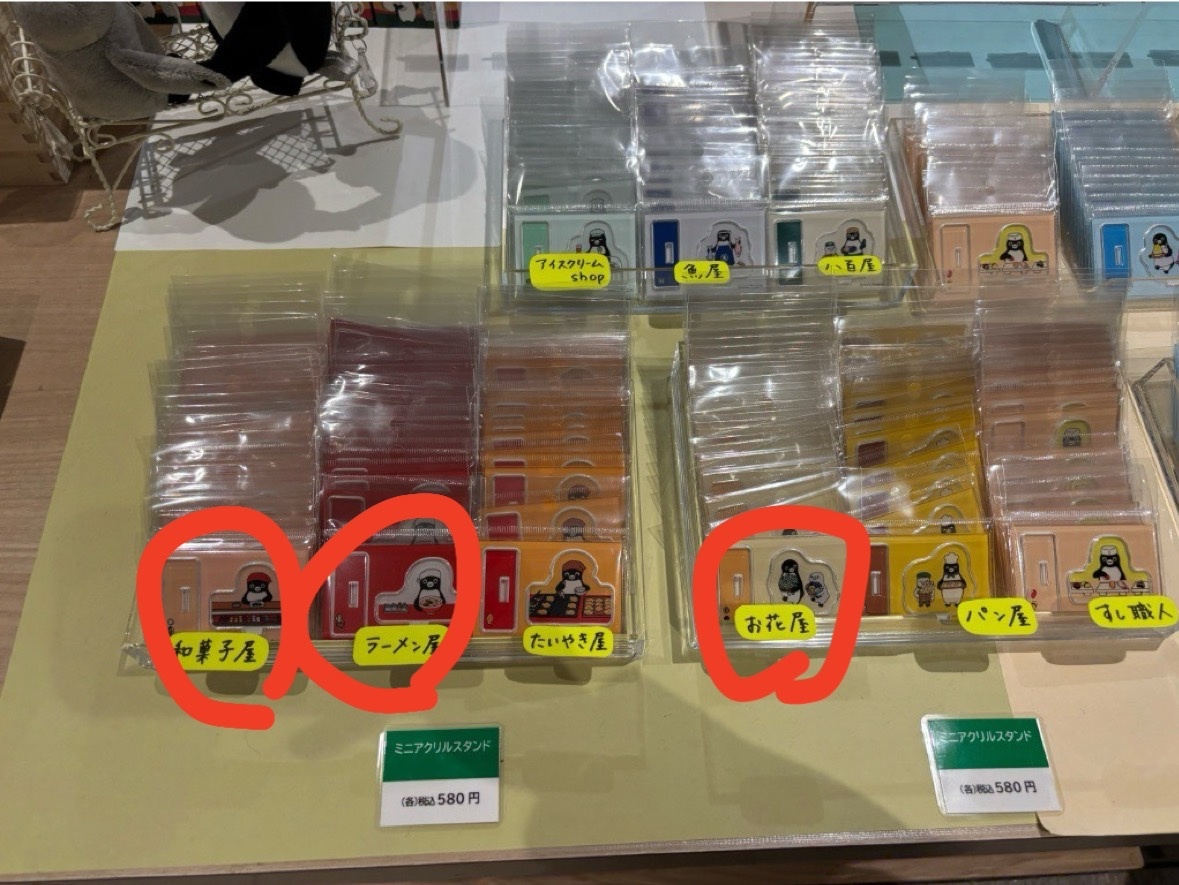 アイスクリーム
shop
魚屋
八百屋
和菓子屋
ラーメン屋
たいやき屋
お花屋
パン屋
すし職人
ミニアクリルスタンド
(各)税込580円
ミニアクリルスタンド
(各)税込580円